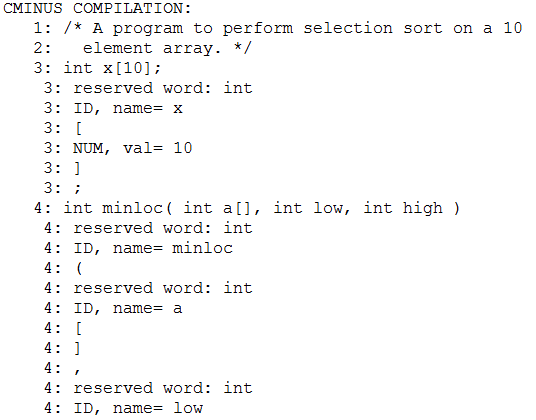 CMINUS COMPILATION:
1: /* A program to perform selection sort on a 10
2: element array. */
3: int x[10];
3: reserved word: int
3: ID, name= x
3: [
3: NUM, val= 10
3: ]
3: ;
4: int minloc( int a[], int low, int high )
4: reserved word: int
4: ID, name= minloc
4: (
4: reserved word: int
4: ID, name= a
4: [
4: ]
4: ,
4: reserved word: int
4: ID, name= low